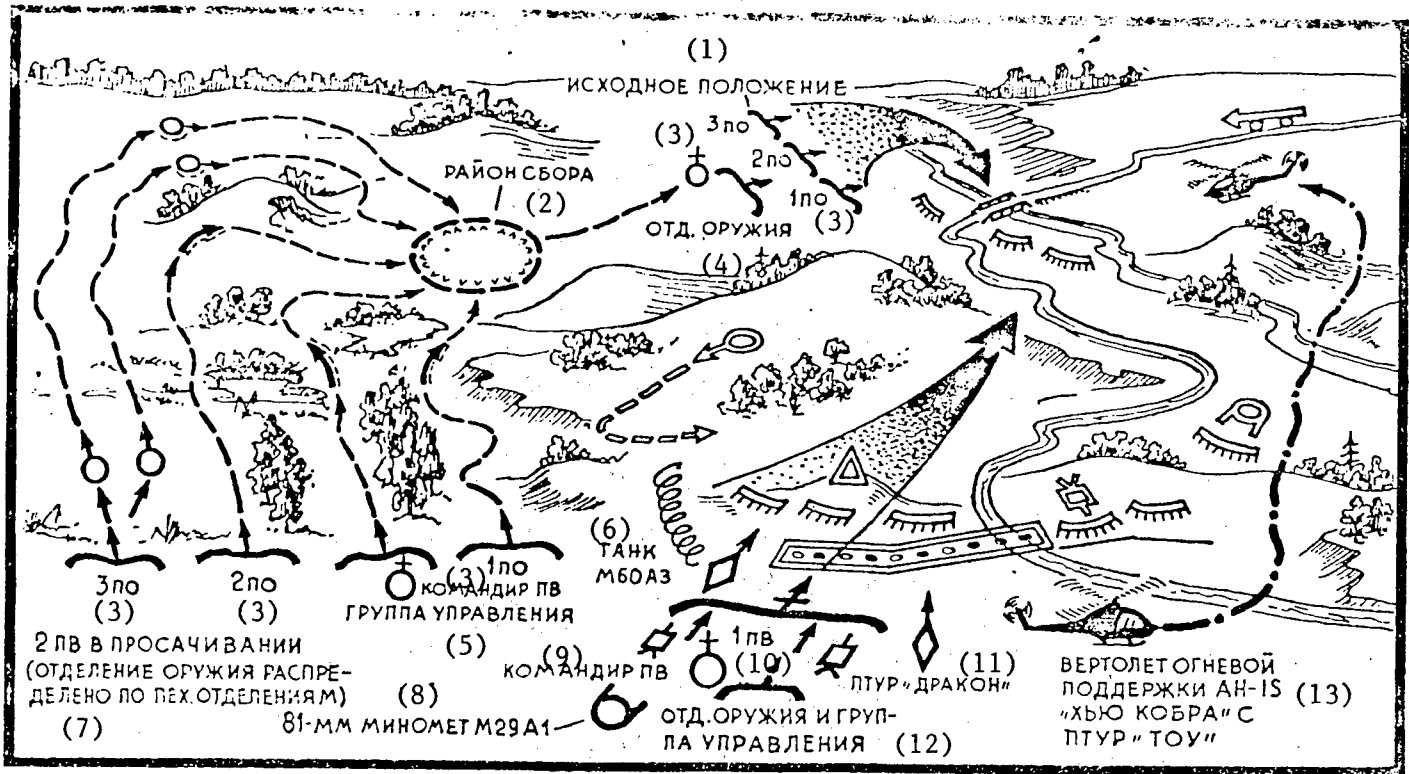 (1)
ИСХОДНОЕ ПОЛОЖЕНИЕ
(3)
3 по
2по
1по
(3)
РАЙОН СБОРА
(2)
ОТД. ОРУЖИЯ
(4)
(6)
ТАНК
М60А3
3по
(3)
2по
(3)
(3)
1по
КОМАНДИР ПВ
ГРУППА УПРАВЛЕНИЯ
(5)
2 ПВ В ПРОСАЧИВАНИИ
(ОТДЕЛЕНИЕ ОРУЖИЯ РАСПРЕ-
ДЕЛЕНО ПО ПЕХ.ОТДЕЛЕНИЯМ)
(7)
(8)
81-ММ МИНОМЕТ М29А1
(9)
КОМАНДИР ПВ
1пв
(10)
(11)
ПТУР "ДРАКОН"
ОТД. ОРУЖИЯ И ГРУП-
ПА УПРАВЛЕНИЯ
(12)
ВЕРТОЛЕТ ОГНЕВОЙ
ПОДДЕРЖКИ АН-1S
(13)
"ХЬЮ КОБРА" С
ПТУР "ТОУ"